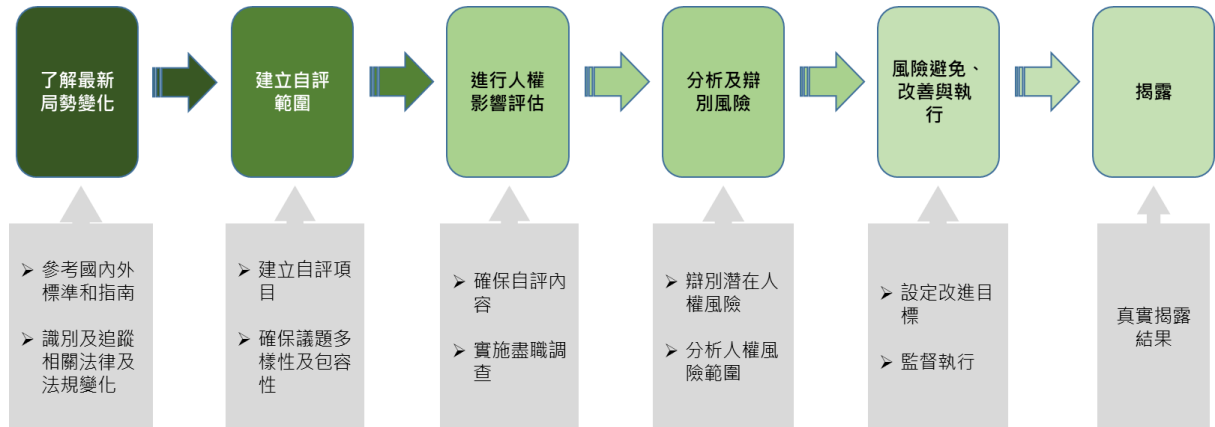 了解最新
局勢變化
建立自評
範圍
進行人權
影響評估
分析及辯
別風險
風險避免、
改善與執
行
揭露
➢ 參考國內外
標準和指南
➢ 識別及追蹤
相關法律及
法規變化
➢ 建立自評項
目
➢ 確保議題多
樣性及包容
性
➢ 確保自評內
容
➢ 實施盡職調
查
➢ 辯別潛在人
權風險
➢ 分析人權風
險範圍
➢ 設定改進目
標
➢ 監督執行
真實揭露
結果